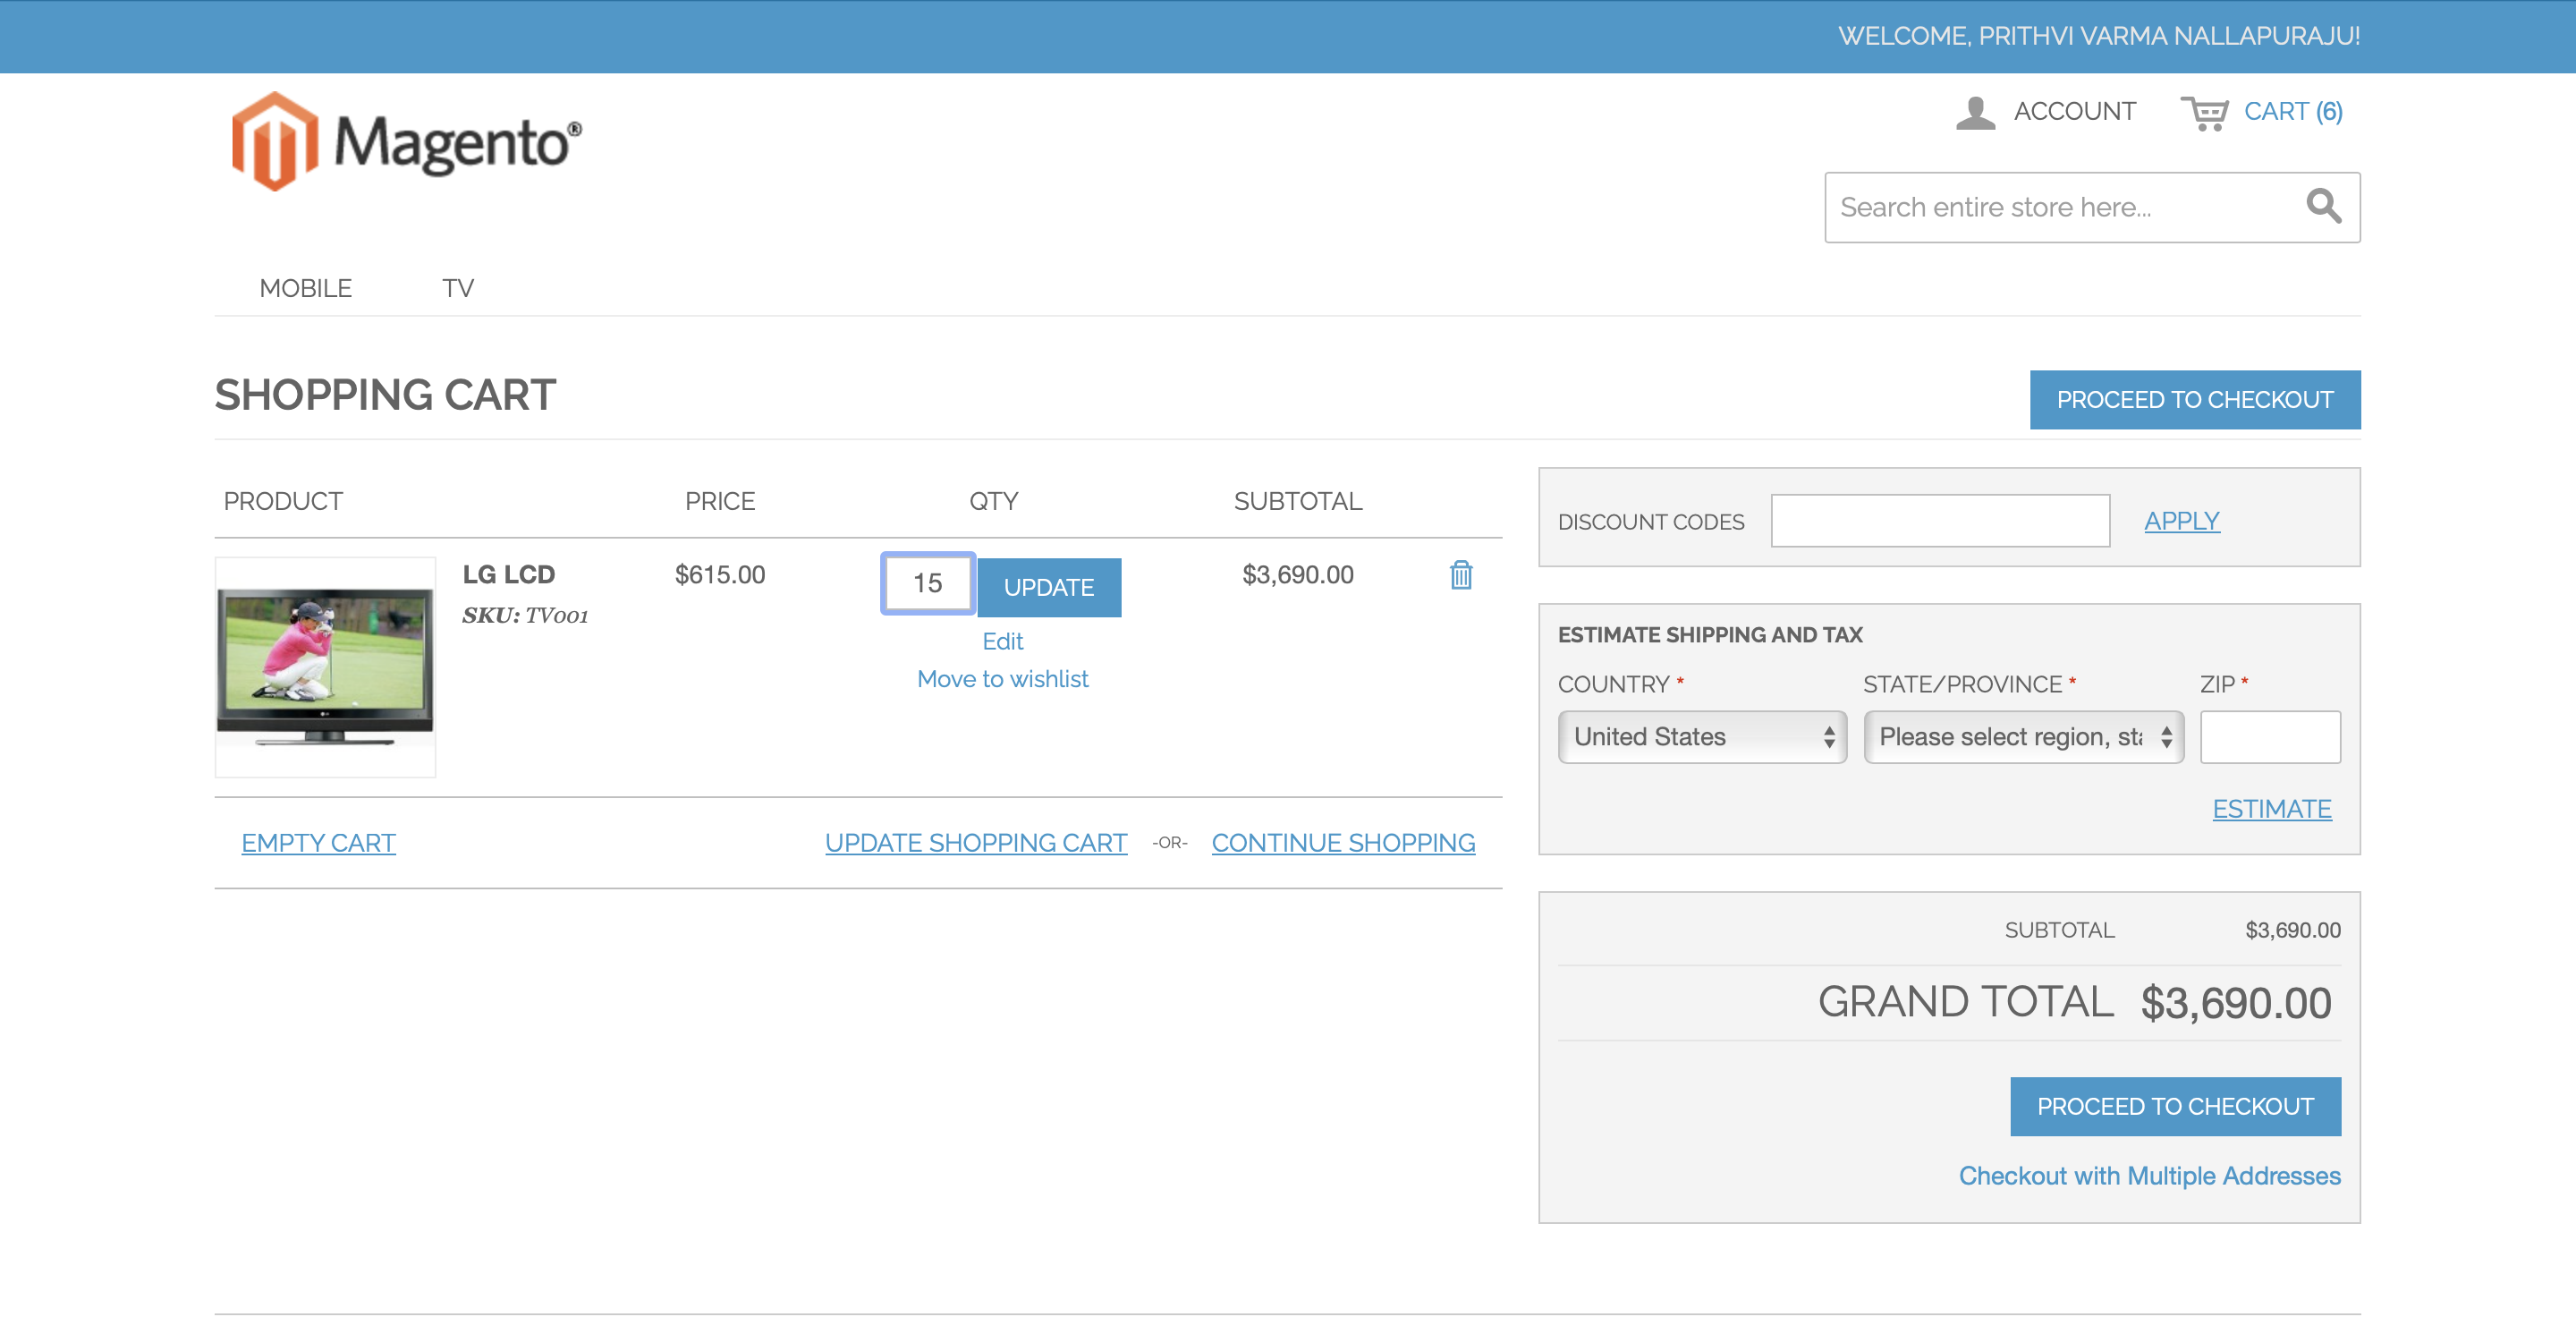 WELCOME, PRITHVI VARMA NALLAPURAJU!
Magento®
ACCOUNT
CART (6)
Search entire store here...
MOBILE TV
SHOPPING CART
PROCEED TO CHECKOUT
PRODUCT PRICE QTY SUBTOTAL
LG LCD $615.00 15 UPDATE $3,690.00
SKU: TV001
Edit
Move to wishlist
EMPTY CART UPDATE SHOPPING CART -OR- CONTINUE SHOPPING
DISCOUNT CODES APPLY
ESTIMATE SHIPPING AND TAX
COUNTRY * STATE/PROVINCE * ZIP *
United States Please select region, sta
ESTIMATE
SUBTOTAL $3,690.00
GRAND TOTAL $3,690.00
PROCEED TO CHECKOUT
Checkout with Multiple Addresses